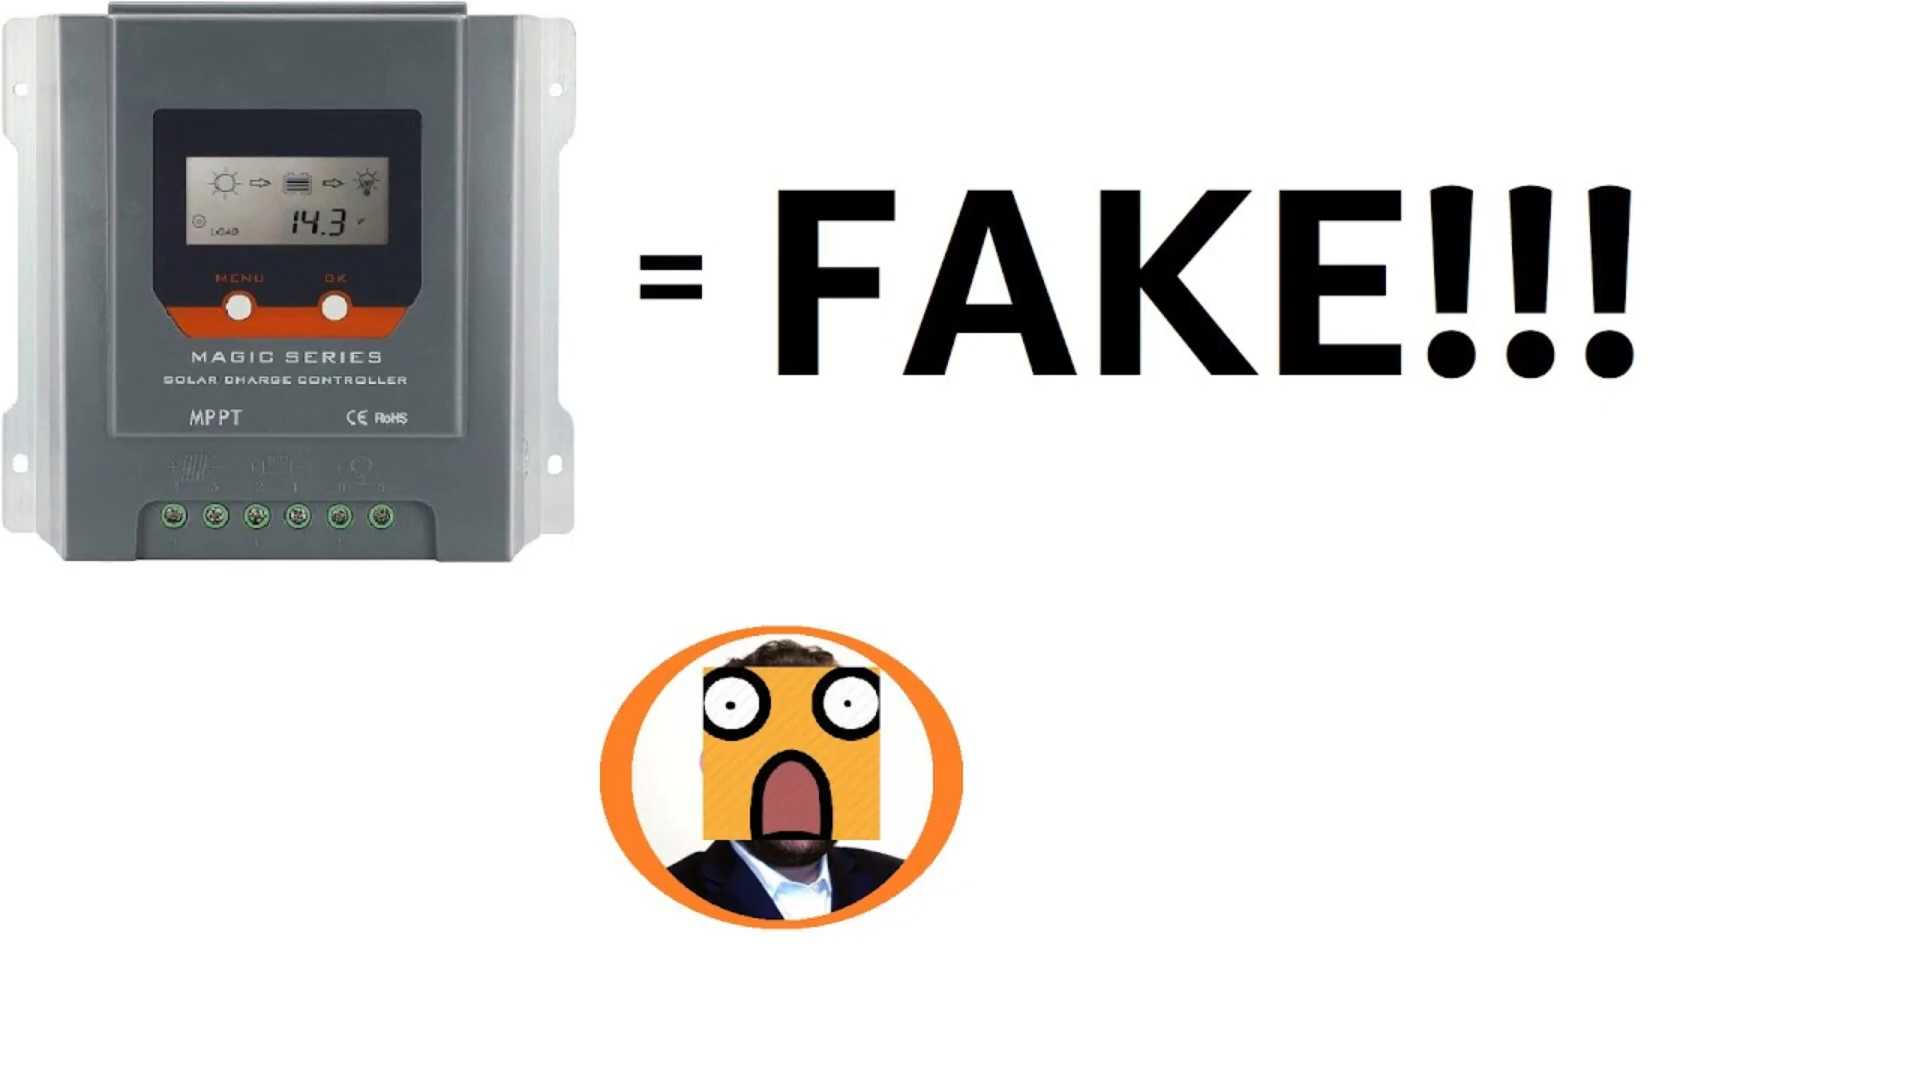 LOAD 14.3 V
MENU OK
= FAKE!!!
MAGIC SERIES
SOLAR CHARGE CONTROLLER
MPPT CE RoHS